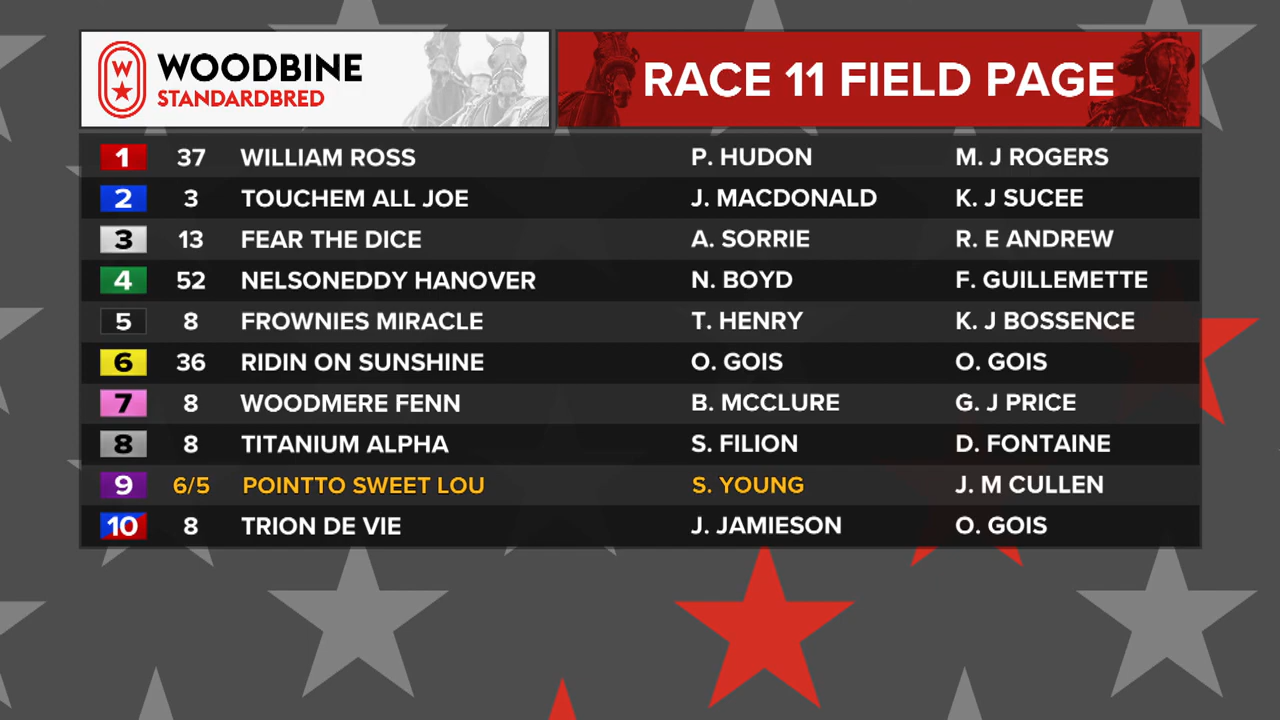 W
WOODBINE
STANDARDBRED
RACE 11 FIELD PAGE
1 37 WILLIAM ROSS P. HUDON M. J ROGERS
2 3 TOUCHEM ALL JOE J. MACDONALD K. J SUCEE
3 13 FEAR THE DICE A. SORRIE R. E ANDREW
4 52 NELSONEDDY HANOVER N. BOYD F. GUILLEMETTE
5 8 FROWNIES MIRACLE T. HENRY K. J BOSSENCE
6 36 RIDIN ON SUNSHINE O. GOIS O. GOIS
7 8 WOODMERE FENN B. MCCLURE G. J PRICE
8 8 TITANIUM ALPHA S. FILION D. FONTAINE
9 6/5 POINTTO SWEET LOU S. YOUNG J. M CULLEN
10 8 TRION DE VIE J. JAMIESON O. GOIS